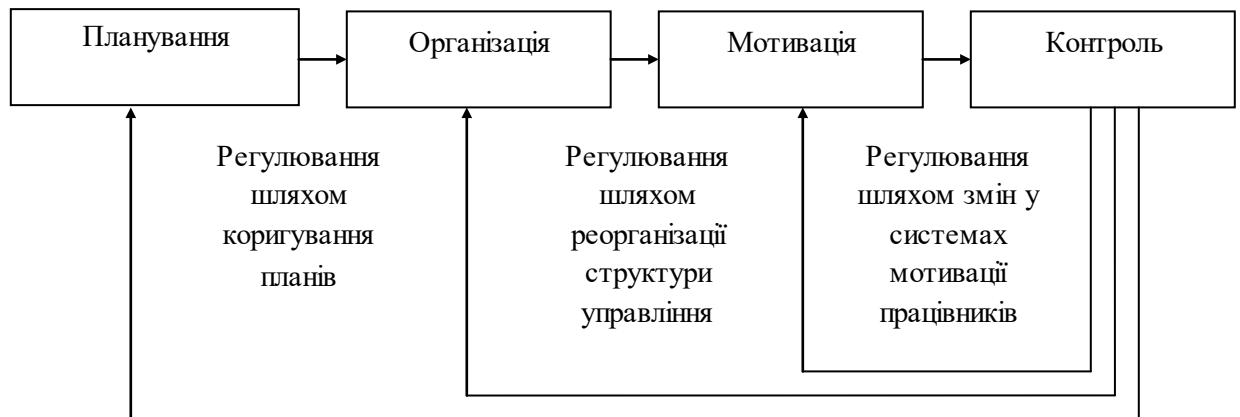 Планування
Організація
Мотивація
Контроль
Регулювання
шляхом
коригування
планів
Регулювання
шляхом
реорганізації
структури
управління
Регулювання
шляхом змін у
системах
мотивації
працівників